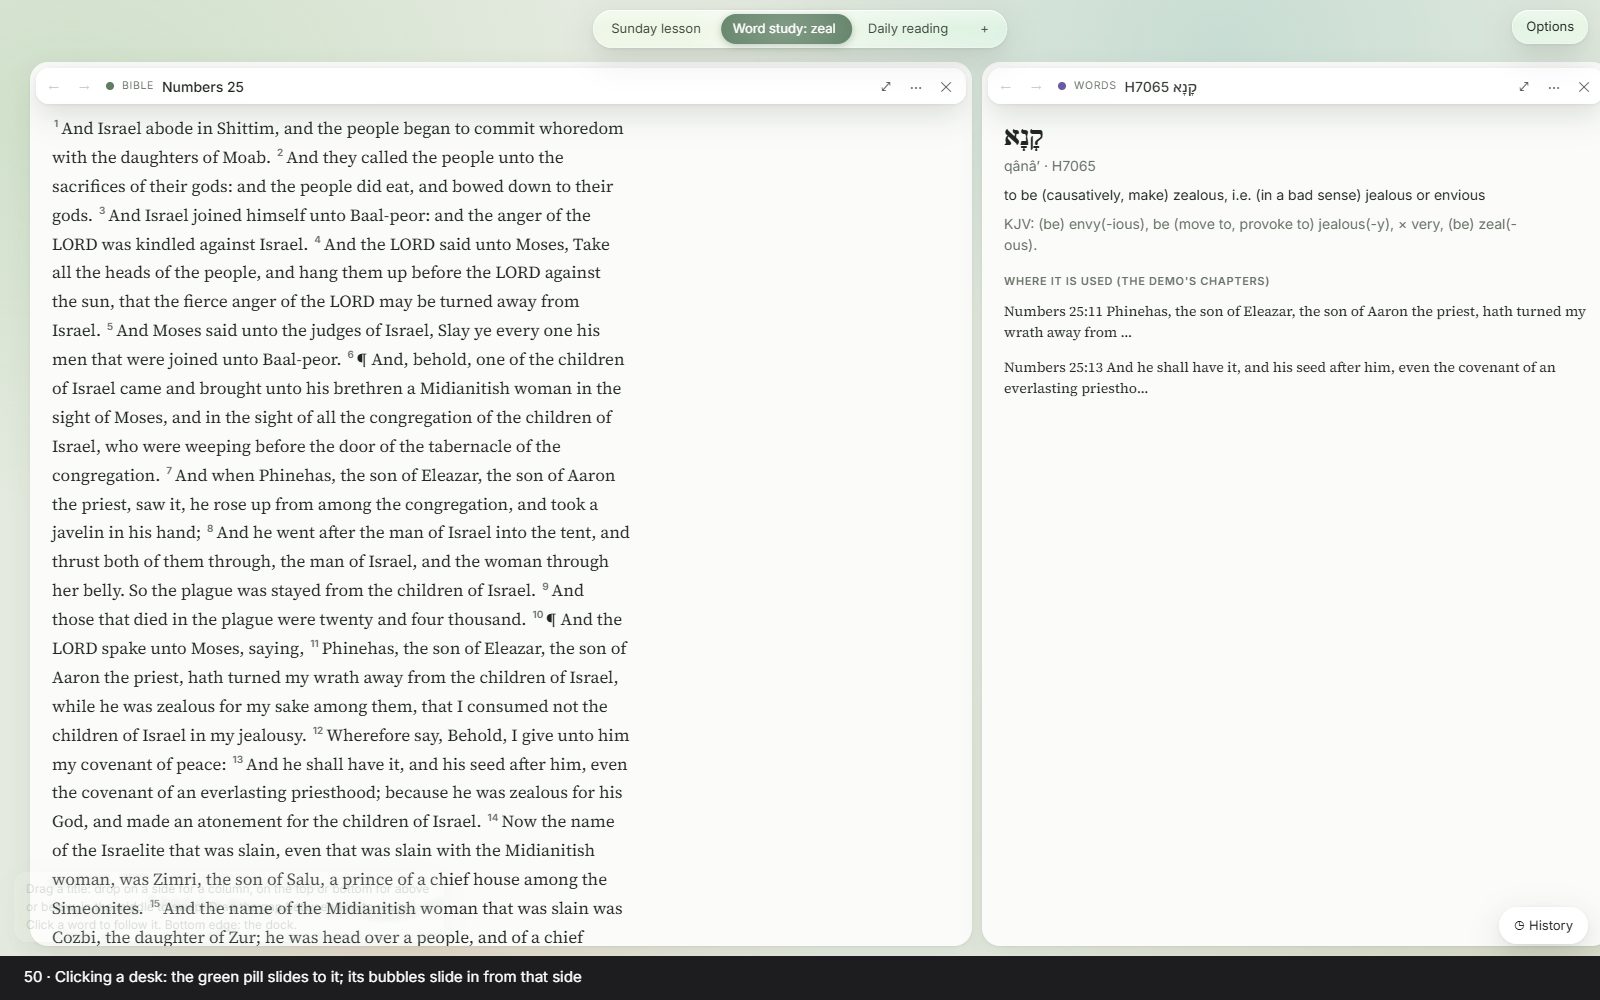 Sunday lesson
Word study: zeal
Daily reading
+
Options
← → BIBLE Numbers 25
1 And Israel abode in Shittim, and the people began to commit whoredom
with the daughters of Moab. 2 And they called the people unto the
sacrifices of their gods: and the people did eat, and bowed down to their
gods. 3 And Israel joined himself unto Baal-peor: and the anger of the
LORD was kindled against Israel. 4 And the LORD said unto Moses, Take
all the heads of the people, and hang them up before the LORD against
the sun, that the fierce anger of the LORD may be turned away from
Israel. 5 And Moses said unto the judges of Israel, Slay ye every one his
men that were joined unto Baal-peor. 6 ¶ And, behold, one of the children
of Israel came and brought unto his brethren a Midianitish woman in the
sight of Moses, and in the sight of all the congregation of the children of
Israel, who were weeping before the door of the tabernacle of the
congregation. 7 And when Phinehas, the son of Eleazar, the son of Aaron
the priest, saw it, he rose up from among the congregation, and took a
javelin in his hand; 8 And he went after the man of Israel into the tent, and
thrust both of them through, the man of Israel, and the woman through
her belly. So the plague was stayed from the children of Israel. 9 And
those that died in the plague were twenty and four thousand. 10 ¶ And the
LORD spake unto Moses, saying, 11 Phinehas, the son of Eleazar, the son of
Aaron the priest, hath turned my wrath away from the children of Israel,
while he was zealous for my sake among them, that I consumed not the
children of Israel in my jealousy. 12 Wherefore say, Behold, I give unto him
my covenant of peace: 13 And he shall have it, and his seed after him, even
the covenant of an everlasting priesthood; because he was zealous for his
God, and made an atonement for the children of Israel. 14 Now the name
of the Israelite that was slain, even that was slain with the Midianitish
woman, was Zimri, the son of Salu, a prince of a chief house among the
Simeonites. 15 And the name of the Midianitish woman that was slain was
Cozbi, the daughter of Zur; he was head over a people, and of a chief
Drag a title: drop on a side for a column, on the top or bottom for above
Click a word to follow it. Bottom edge: the dock.
← → WORDS H7065 קָנָא
קָנָא
qânâʼ · H7065
to be (causatively, make) zealous, i.e. (in a bad sense) jealous or envious
KJV: (be) envy(-ious), be (move to, provoke to) jealous(-y), × very, (be) zeal(-
ous).
WHERE IT IS USED (THE DEMO'S CHAPTERS)
Numbers 25:11 Phinehas, the son of Eleazar, the son of Aaron the priest, hath turned my
wrath away from ...
Numbers 25:13 And he shall have it, and his seed after him, even the covenant of an
everlasting priestho...
History
50 · Clicking a desk: the green pill slides to it; its bubbles slide in from that side